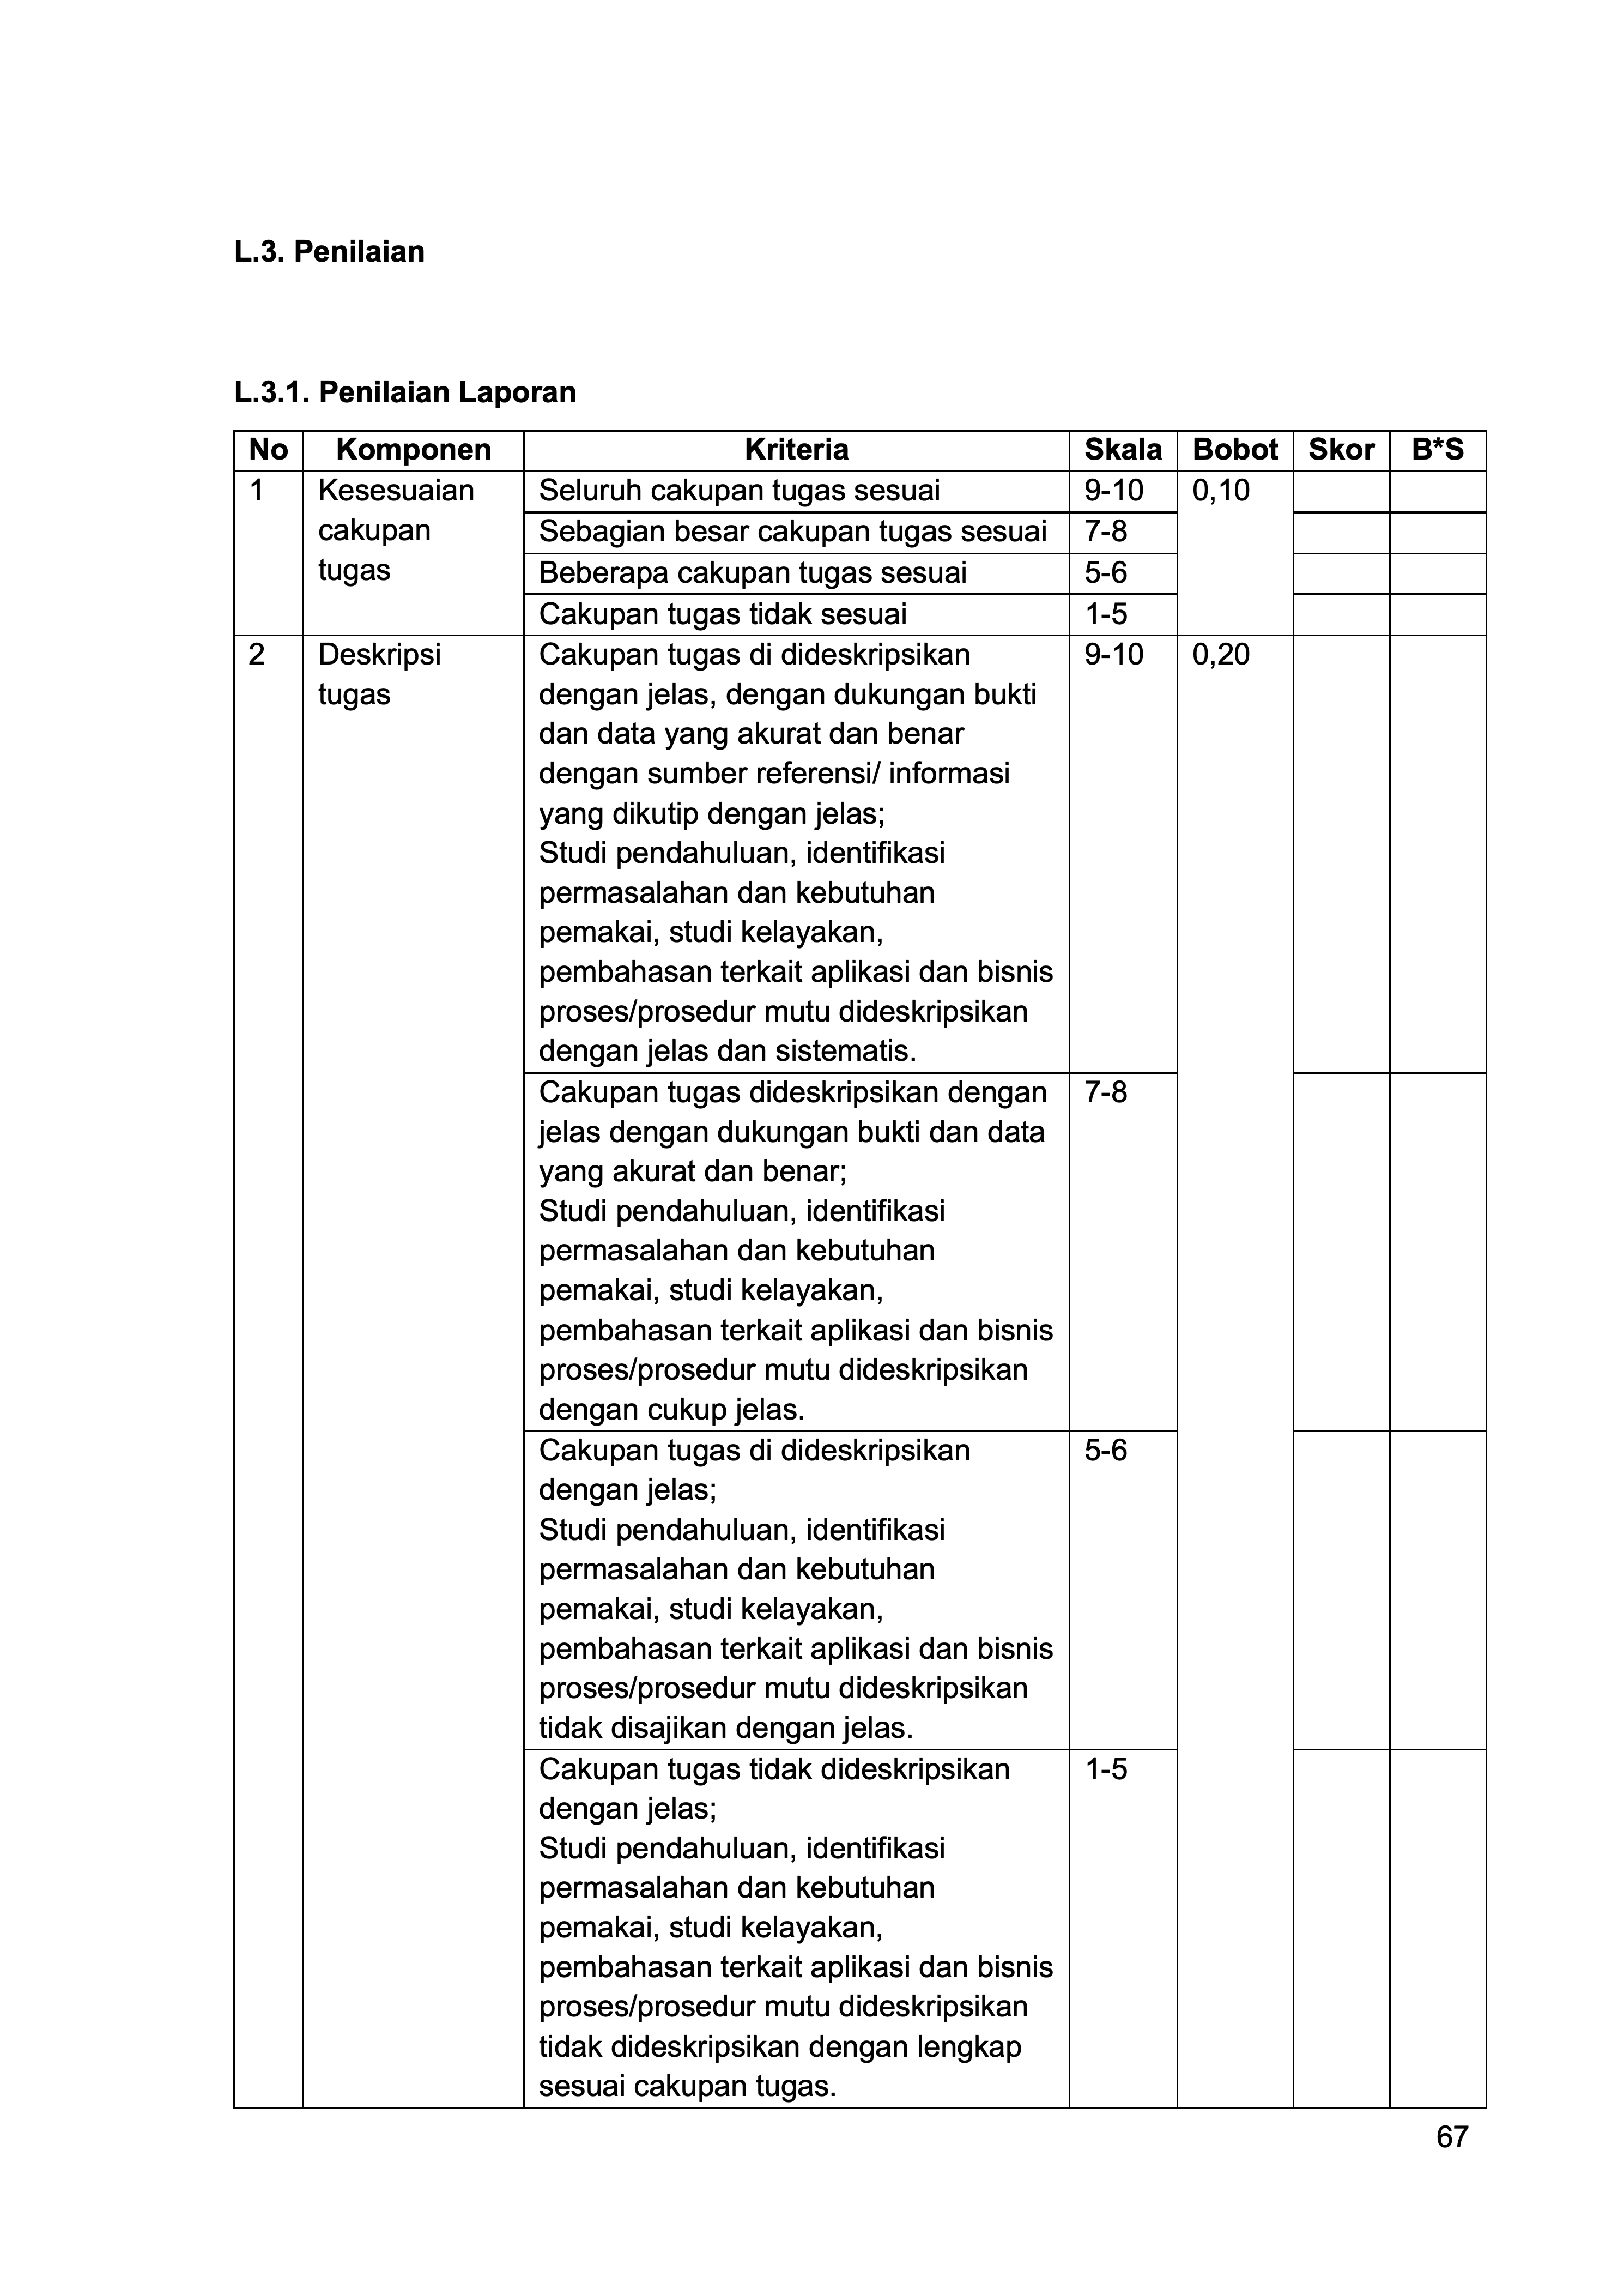 L.3. Penilaian
L.3.1. Penilaian Laporan
No Komponen Kriteria Skala Bobot Skor B*S
1 Kesesuaian Seluruh cakupan tugas sesuai 9-10 0,10
cakupan Sebagian besar cakupan tugas sesuai 7-8
tugas Beberapa cakupan tugas sesuai 5-6
Cakupan tugas tidak sesuai 1-5
2 Deskripsi Cakupan tugas di dideskripsikan 9-10 0,20
tugas dengan jelas, dengan dukungan bukti
dan data yang akurat dan benar
dengan sumber referensi/ informasi
yang dikutip dengan jelas;
Studi pendahuluan, identifikasi
permasalahan dan kebutuhan
pemakai, studi kelayakan,
pembahasan terkait aplikasi dan bisnis
proses/prosedur mutu dideskripsikan
dengan jelas dan sistematis.
Cakupan tugas dideskripsikan dengan 7-8
jelas dengan dukungan bukti dan data
yang akurat dan benar;
Studi pendahuluan, identifikasi
permasalahan dan kebutuhan
pemakai, studi kelayakan,
pembahasan terkait aplikasi dan bisnis
proses/prosedur mutu dideskripsikan
dengan cukup jelas.
Cakupan tugas di dideskripsikan 5-6
dengan jelas;
Studi pendahuluan, identifikasi
permasalahan dan kebutuhan
pemakai, studi kelayakan,
pembahasan terkait aplikasi dan bisnis
proses/prosedur mutu dideskripsikan
tidak disajikan dengan jelas.
Cakupan tugas tidak dideskripsikan 1-5
dengan jelas;
Studi pendahuluan, identifikasi
permasalahan dan kebutuhan
pemakai, studi kelayakan,
pembahasan terkait aplikasi dan bisnis
proses/prosedur mutu dideskripsikan
tidak dideskripsikan dengan lengkap
sesuai cakupan tugas.
67